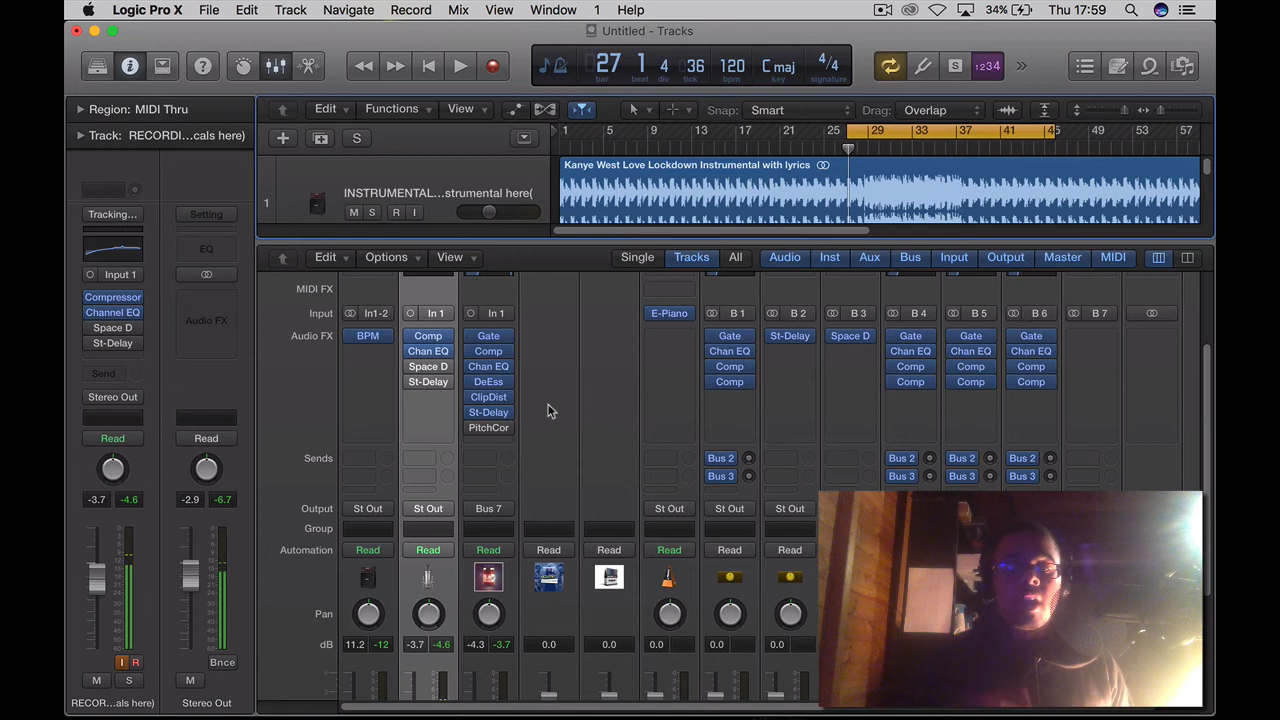 Logic Pro X File Edit Track Navigate Record Mix View Window 1 Help 34% Thu 17:59
Untitled - Tracks
27 1 4 036 120 C maj 4/4 1234
bar beat div tick bpm key signature
Region: MIDI Thru
Edit Functions View Snap: Smart Drag: Overlap
Track: RECORDI...cals here)
S
1 5 9 13 17 21 25 29 33 37 41 45 49 53 57
Kanye West Love Lockdown Instrumental with lyrics
INSTRUMENTAL...strumental here(
1
M S R I
Tracking... Setting
EQ
Input 1
Compressor
Channel EQ
Space D
St-Delay
Audio FX
Send
Stereo Out
Read Read
-3.7 -4.6 -2.9 -6.7
I R Bnce
M S M
RECOR...als here) Stereo Out
Edit Options View Single Tracks All Audio Inst Aux Bus Input Output Master MIDI
MIDI FX
Input In1-2 In 1 In 1 E-Piano B 1 B 2 B 3 B 4 B 5 B 6 B 7
Audio FX BPM Comp Gate Gate St-Delay Space D Gate Gate Gate
Chan EQ Comp Chan EQ Chan EQ Chan EQ Chan EQ
Space D Chan EQ Comp Comp Comp Comp
St-Delay DeEss Comp Comp Comp Comp
ClipDist
St-Delay
PitchCor
Sends Bus 2 Bus 2 Bus 2 Bus 2
Bus 3 Bus 3 Bus 3 Bus 3
Output St Out St Out Bus 7 St Out St Out St Out
Group
Automation Read Read Read Read Read Read Read Read
Pan
dB 11.2 -12 -3.7 -4.6 -4.3 -3.7 0.0 0.0 0.0 0.0 0.0